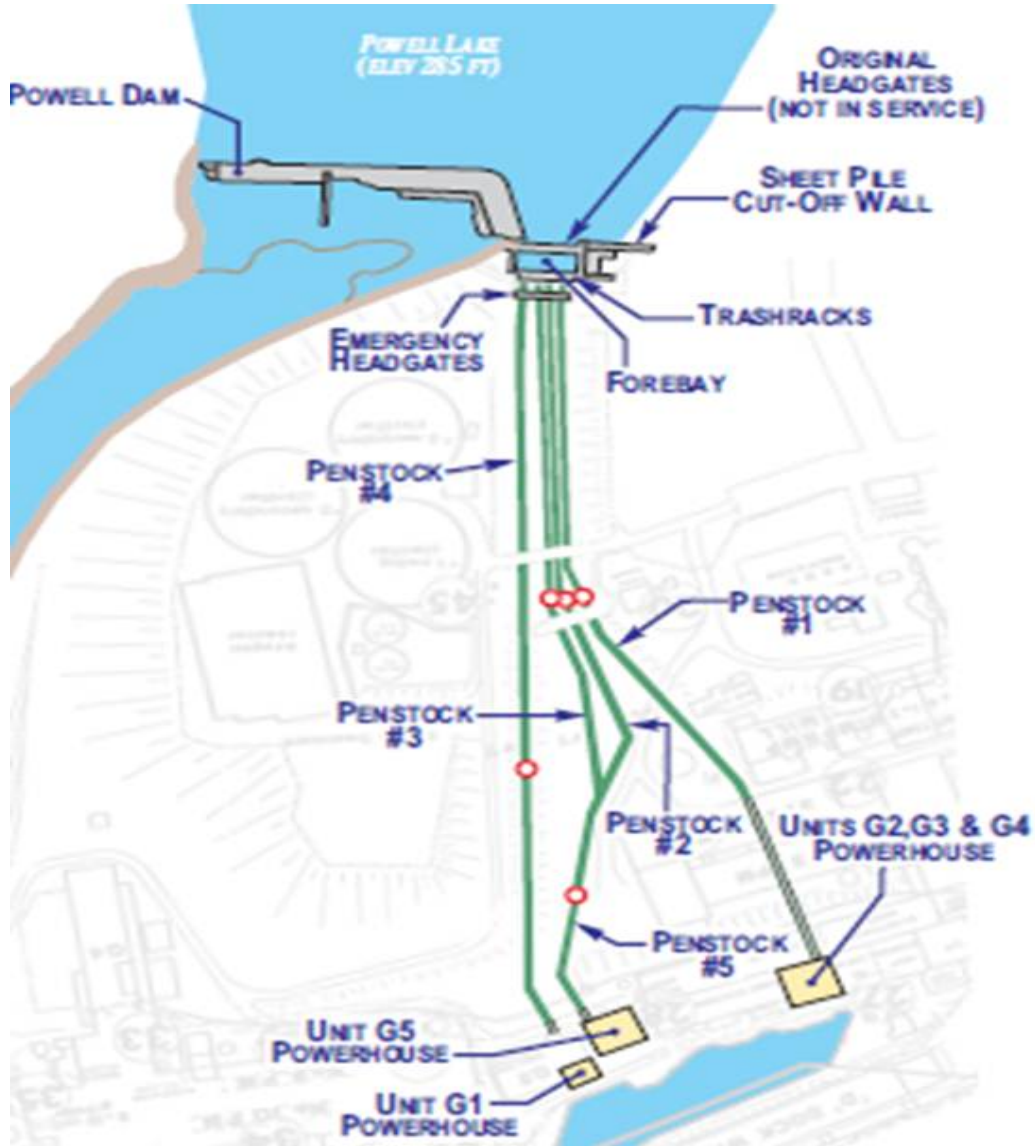 POWELL LAKE
(ELEV 285 FT)
POWELL DAM
ORIGINAL
HEADGATES
(NOT IN SERVICE)
SHEET PILE
CUT-OFF WALL
TRASHRACKS
EMERGENCY
HEADGATES
FOREBAY
PENSTOCK
#4
PENSTOCK
#1
PENSTOCK
#3
PENSTOCK
#2
UNITS G2,G3 & G4
POWERHOUSE
PENSTOCK
#5
UNIT G5
POWERHOUSE
UNIT G1
POWERHOUSE